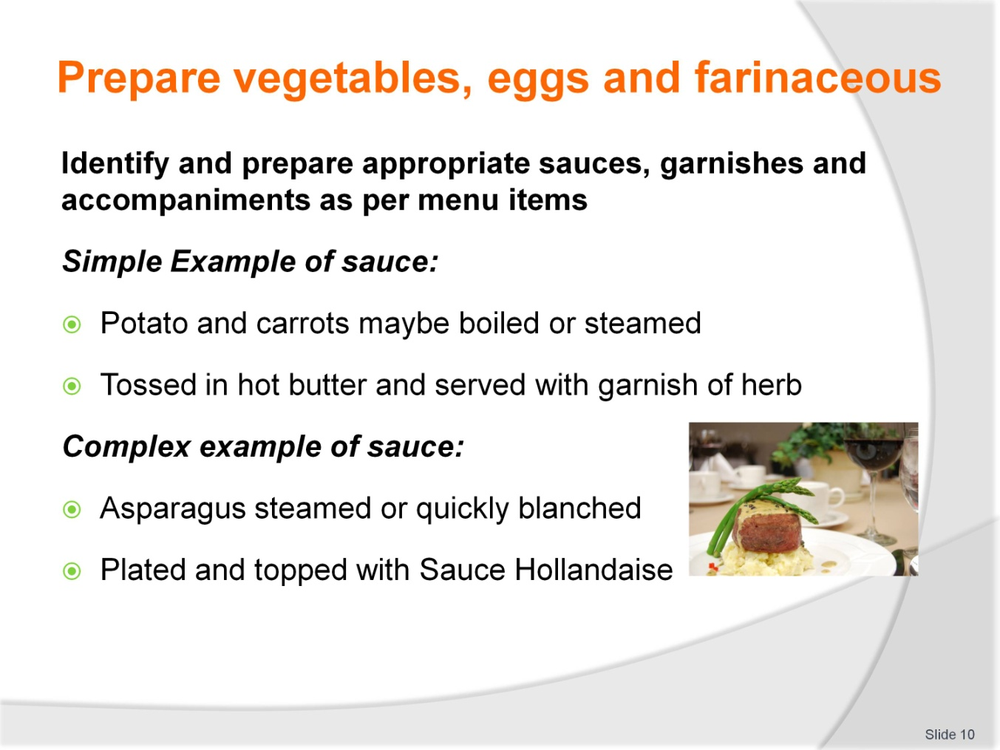 Prepare vegetables, eggs and farinaceous
Identify and prepare appropriate sauces, garnishes and
accompaniments as per menu items
Simple Example of sauce:
Potato and carrots maybe boiled or steamed
Tossed in hot butter and served with garnish of herb
Complex example of sauce:
Asparagus steamed or quickly blanched
Plated and topped with Sauce Hollandaise
Slide 10